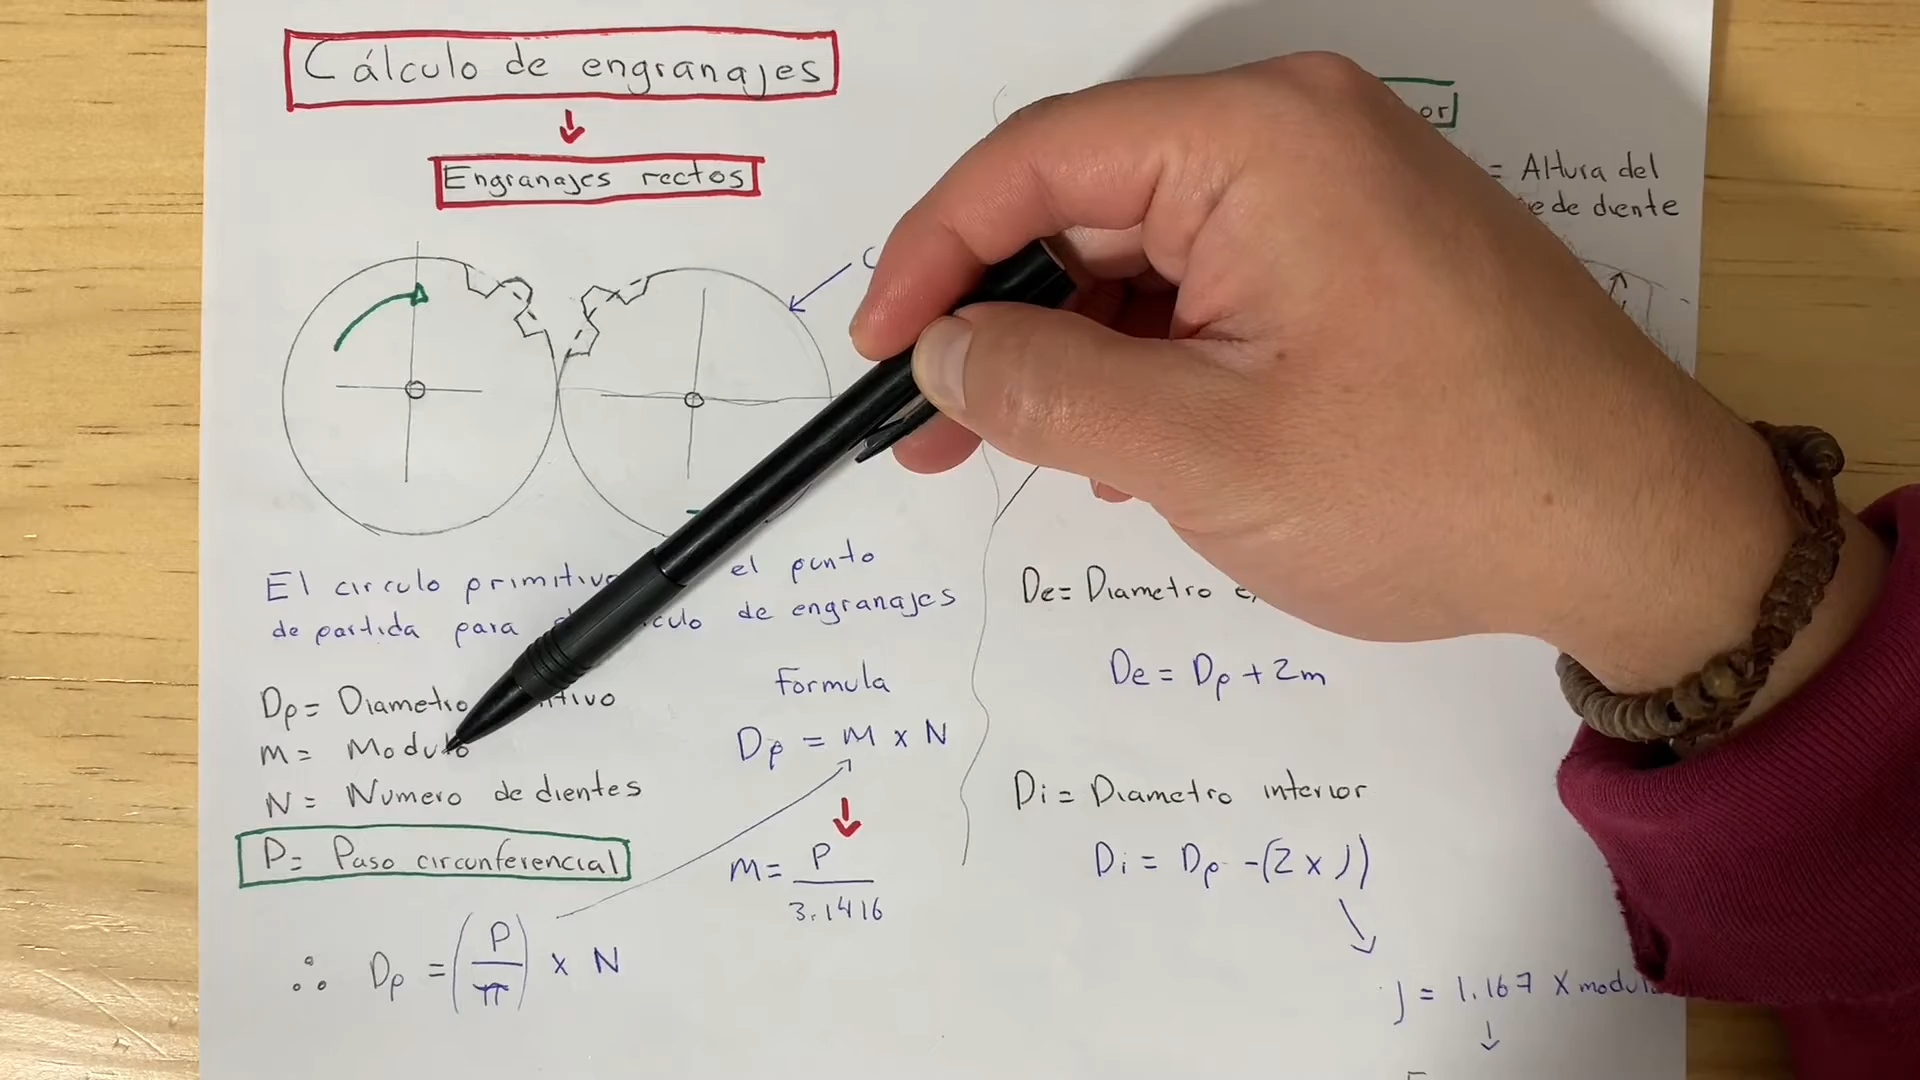 Cálculo de engranajes
Engranajes rectos
El circulo el punto
de partida para de engranajes
Dp = Diametro
m = Modulo
N = Numero de dientes
P = Paso circunferencial
∴ Dp = (P/π) x N
Formula
Dp = M x N
m = P
3.1416
= Altura del
de diente
De = Diametro
De = Dp + 2m
Di = Diametro interior
Di = Dp - (2 x J)
J = 1.167 x